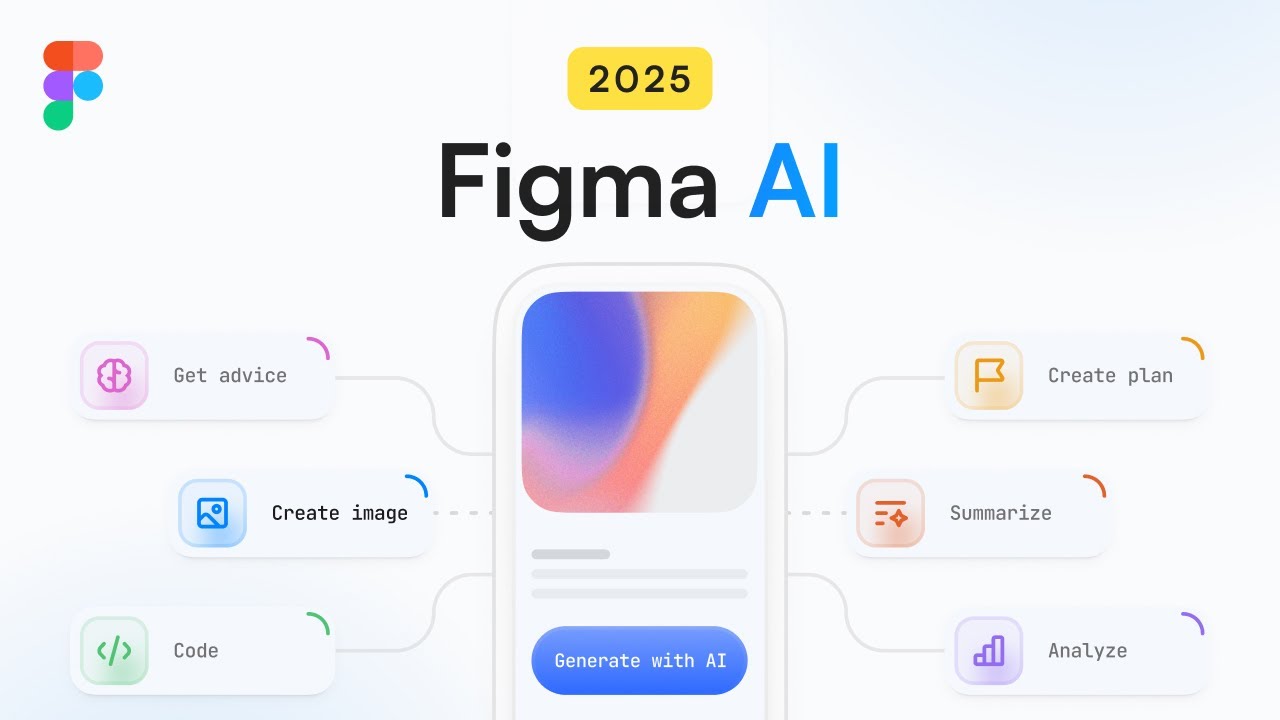 2025
Figma AI
Get advice
Create plan
Create image
Summarize
Code
Analyze
Generate with AI